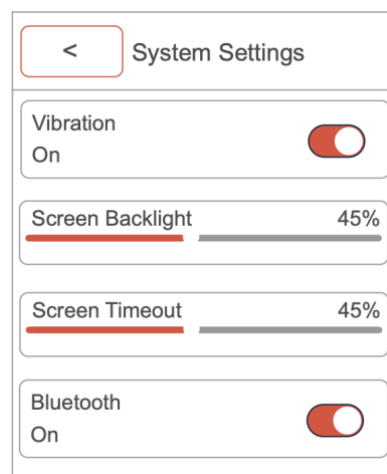 < System Settings
Vibration
On
Screen Backlight 45%
Screen Timeout 45%
Bluetooth
On